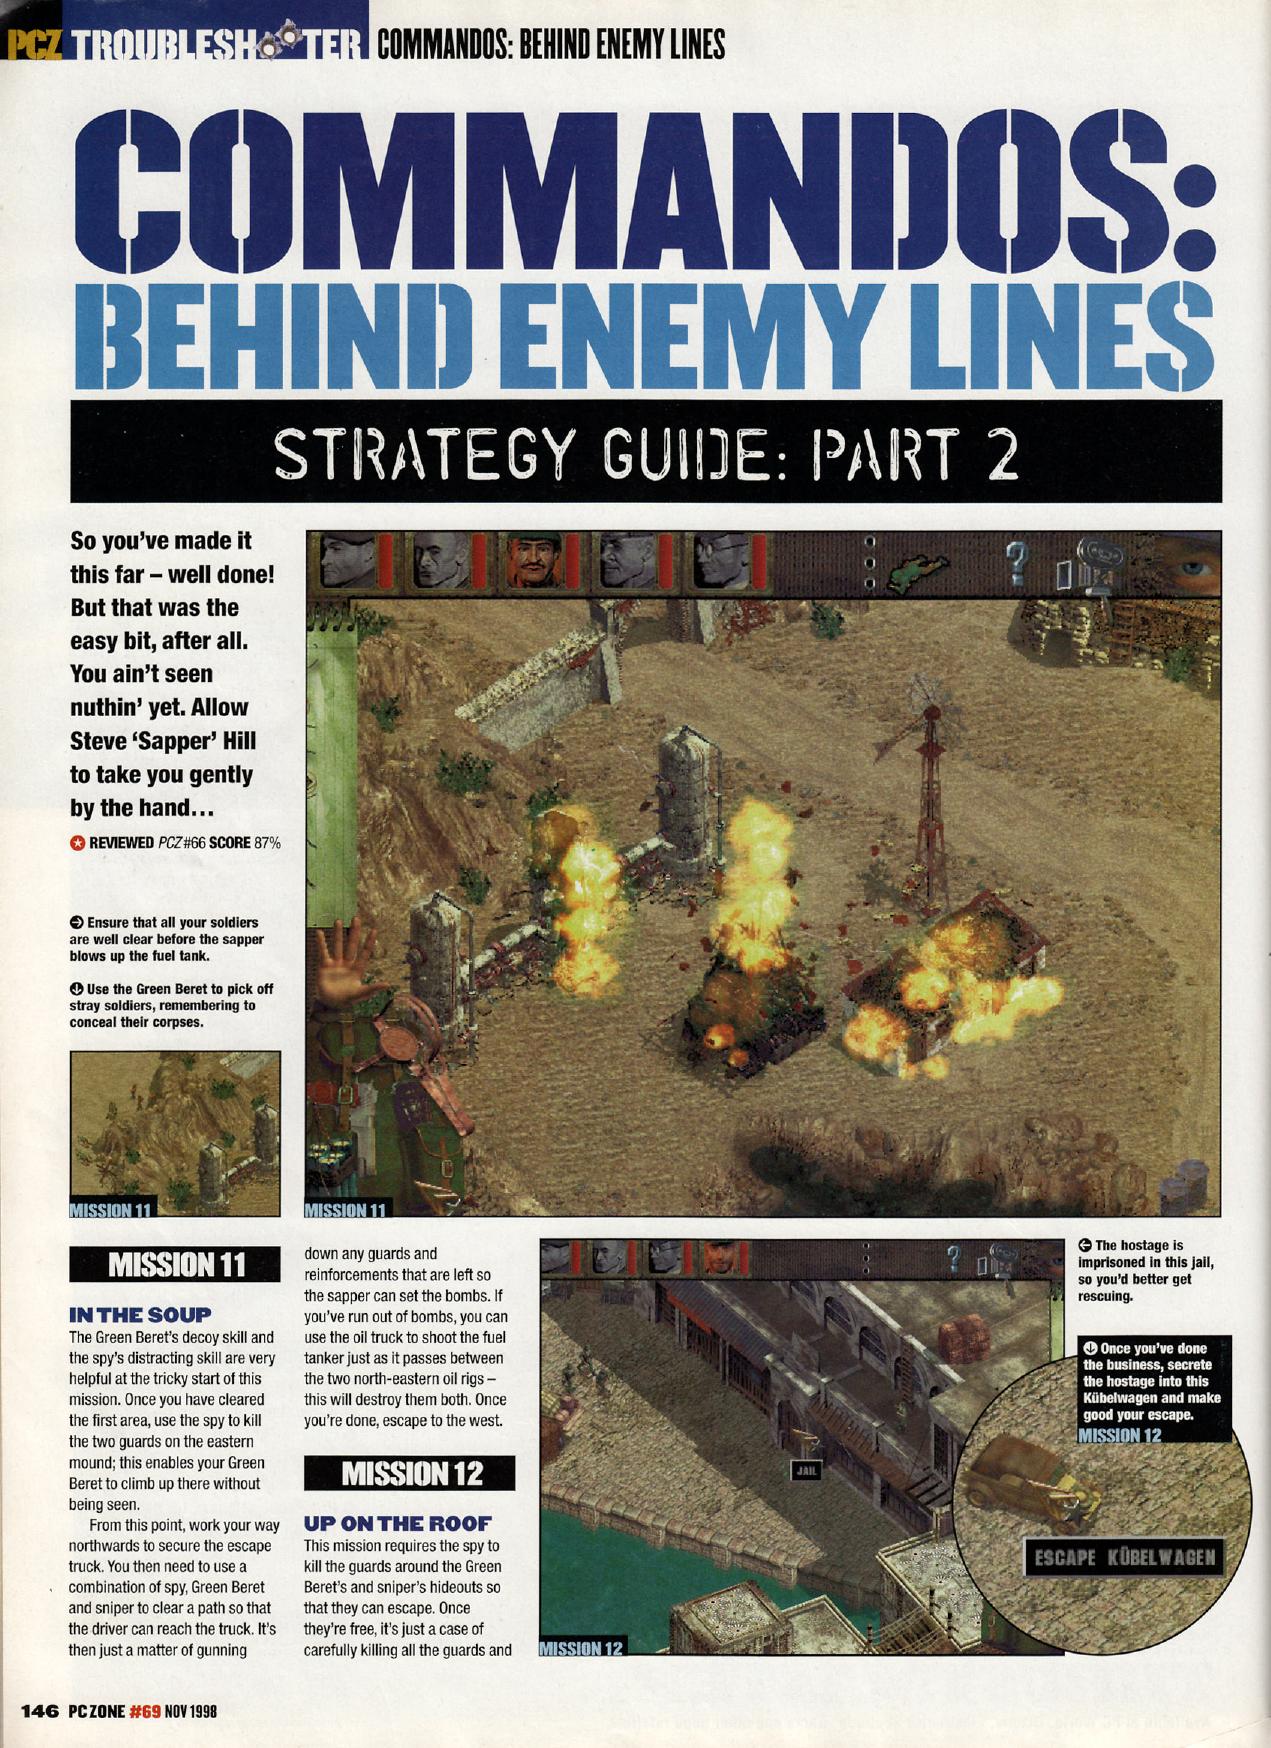 PCZ TROUBLESHOOTER COMMANDOS: BEHIND ENEMY LINES
COMMANDOS:
BEHIND ENEMY LINES
STRATEGY GUIDE: PART 2
So you've made it
this far – well done!
But that was the
easy bit, after all.
You ain't seen
nuthin' yet. Allow
Steve 'Sapper' Hill
to take you gently
by the hand...
REVIEWED PCZ #66 SCORE 87%
Ensure that all your soldiers
are well clear before the sapper
blows up the fuel tank.
Use the Green Beret to pick off
stray soldiers, remembering to
conceal their corpses.
MISSION 11
?
MISSION 11
MISSION 11
IN THE SOUP
The Green Beret's decoy skill and
the spy's distracting skill are very
helpful at the tricky start of this
mission. Once you have cleared
the first area, use the spy to kill
the two guards on the eastern
mound; this enables your Green
Beret to climb up there without
being seen.
From this point, work your way
northwards to secure the escape
truck. You then need to use a
combination of spy, Green Beret
and sniper to clear a path so that
the driver can reach the truck. It's
then just a matter of gunning
down any guards and
reinforcements that are left so
the sapper can set the bombs. If
you've run out of bombs, you can
use the oil truck to shoot the fuel
tanker just as it passes between
the two north-eastern oil rigs –
this will destroy them both. Once
you're done, escape to the west.
MISSION 12
UP ON THE ROOF
This mission requires the spy to
kill the guards around the Green
Beret's and sniper's hideouts so
that they can escape. Once
they're free, it's just a case of
carefully killing all the guards and
?
JAIL
MISSION 12
The hostage is
imprisoned in this jail,
so you'd better get
rescuing.
Once you've done
the business, secrete
the hostage into this
Kübelwagen and make
good your escape.
MISSION 12
ESCAPE KÜBELWAGEN
146 PC ZONE #69 NOV 1998